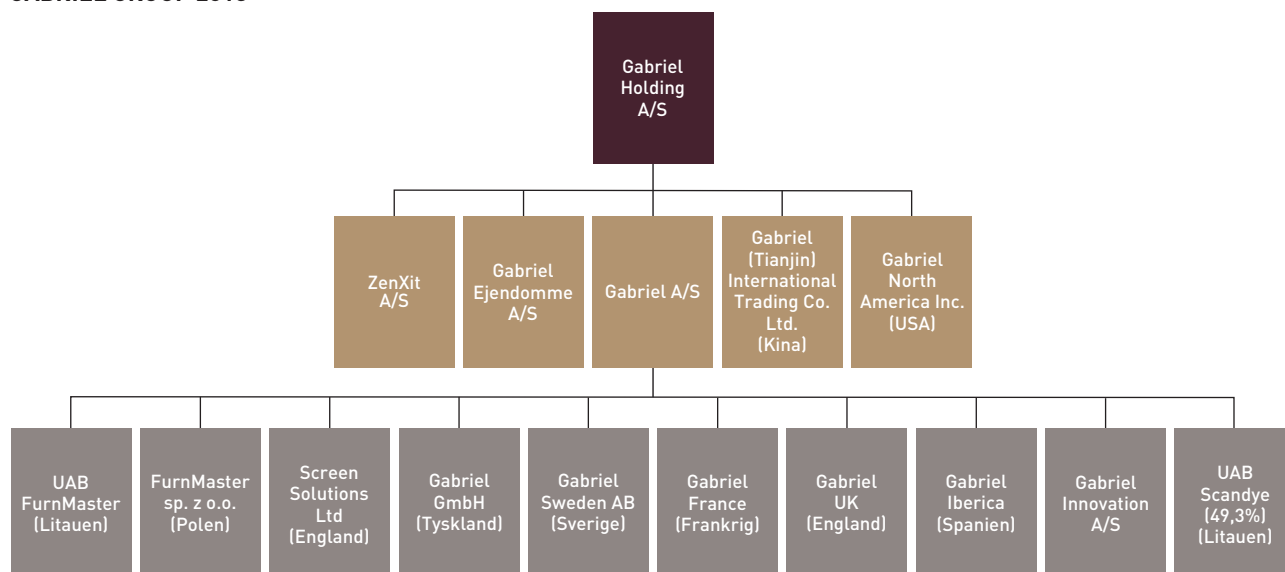 Gabriel
Holding
A/S
ZenXit
A/S
Gabriel
Ejendomme
A/S
Gabriel A/S
Gabriel
(Tianjin)
International
Trading Co.
Ltd.
(Kina)
Gabriel
North
America Inc.
(USA)
UAB
FurnMaster
(Litauen)
FurnMaster
sp. z o.o.
(Polen)
Screen
Solutions
Ltd
(England)
Gabriel
GmbH
(Tyskland)
Gabriel
Sweden AB
(Sverige)
Gabriel
France
(Frankrig)
Gabriel
UK
(England)
Gabriel
Iberica
(Spanien)
Gabriel
Innovation
A/S
UAB
Scandye
(49,3%)
(Litauen)